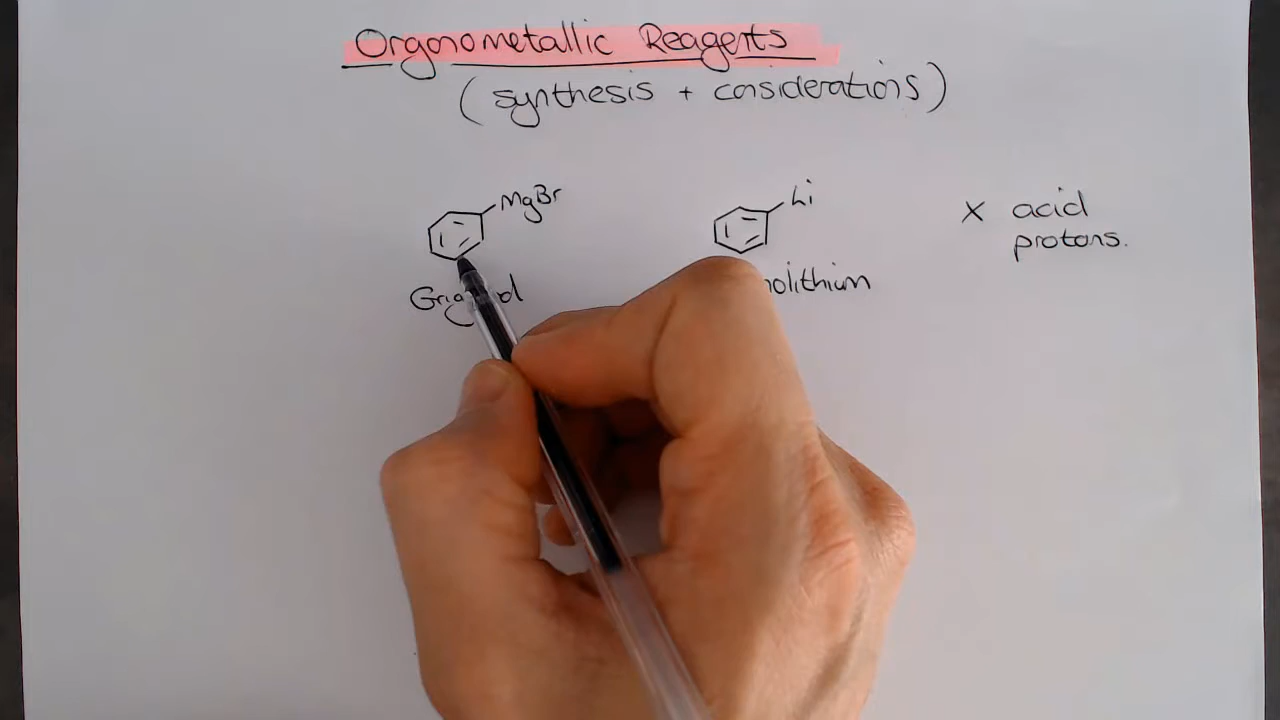 Organometallic Reagents
(synthesis + considerations)
MgBr
Li
X acid
protons.